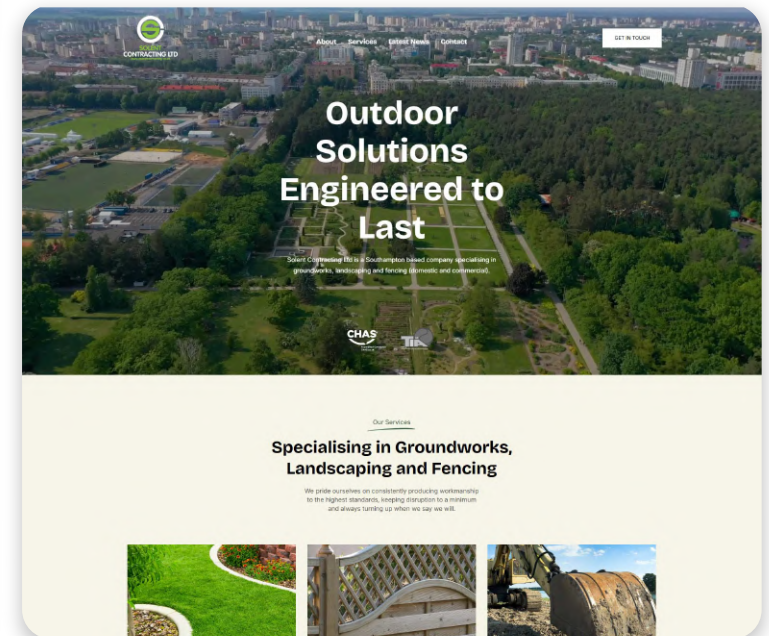 SOLENT
CONTRACTING LTD
About Services Latest News Contact
GET IN TOUCH
Outdoor
Solutions
Engineered to
Last
Solent Contracting Ltd is a Southampton based company specialising in
groundworks, landscaping and fencing (domestic and commercial).
CHAS
Our Services
Specialising in Groundworks,
Landscaping and Fencing
We pride ourselves on consistently producing workmanship
to the highest standards, keeping disruption to a minimum
and always turning up when we say we will.